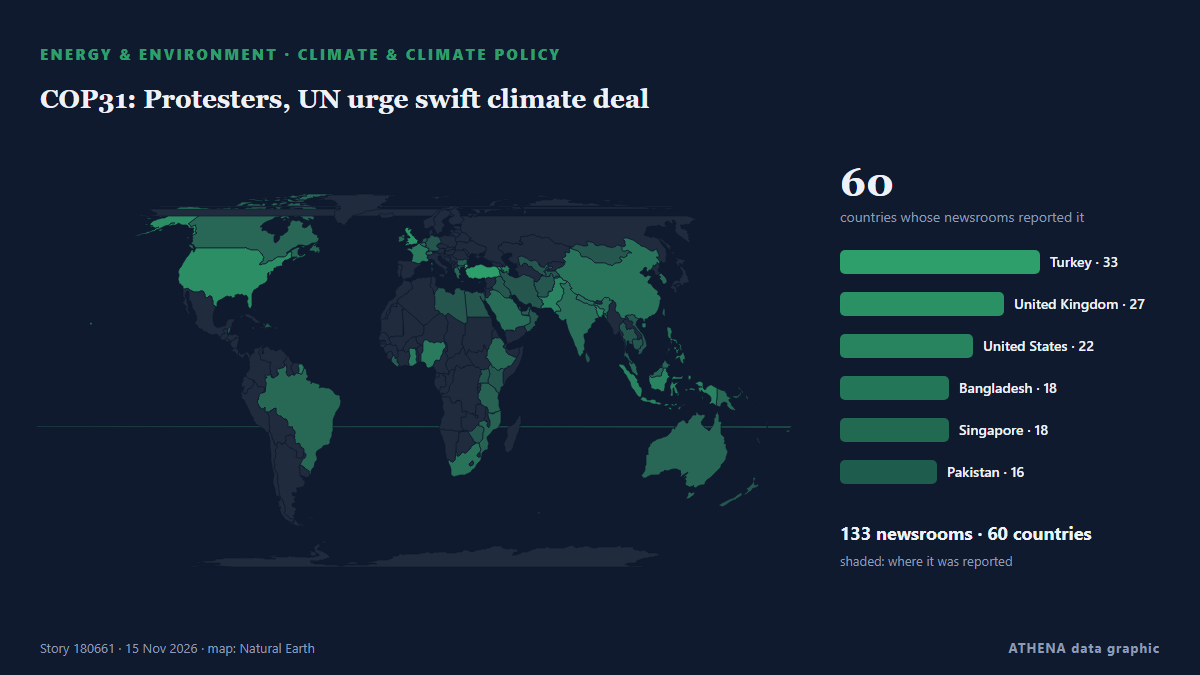 ENERGY & ENVIRONMENT · CLIMATE & CLIMATE POLICY
COP31: Protesters, UN urge swift climate deal
60
countries whose newsrooms reported it
Turkey · 33
United Kingdom · 27
United States · 22
Bangladesh · 18
Singapore · 18
Pakistan · 16
133 newsrooms · 60 countries
shaded: where it was reported
Story 180661 · 15 Nov 2026 · map: Natural Earth
ATHENA data graphic